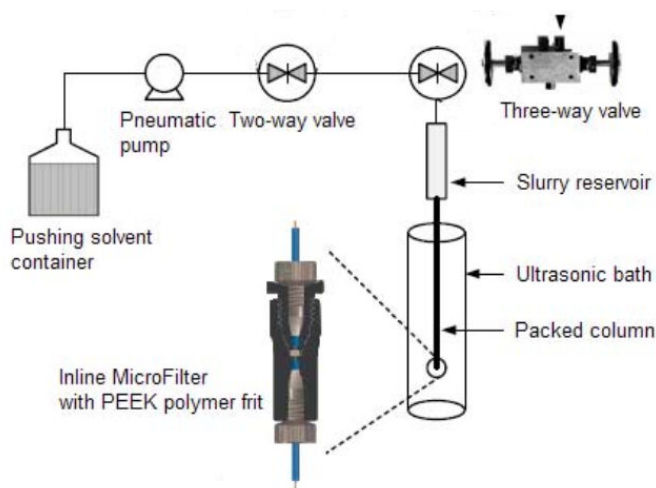 Pneumatic
pump
Two-way valve
Three-way valve
Slurry reservoir
Pushing solvent
container
Ultrasonic bath
Packed column
Inline MicroFilter
with PEEK polymer frit